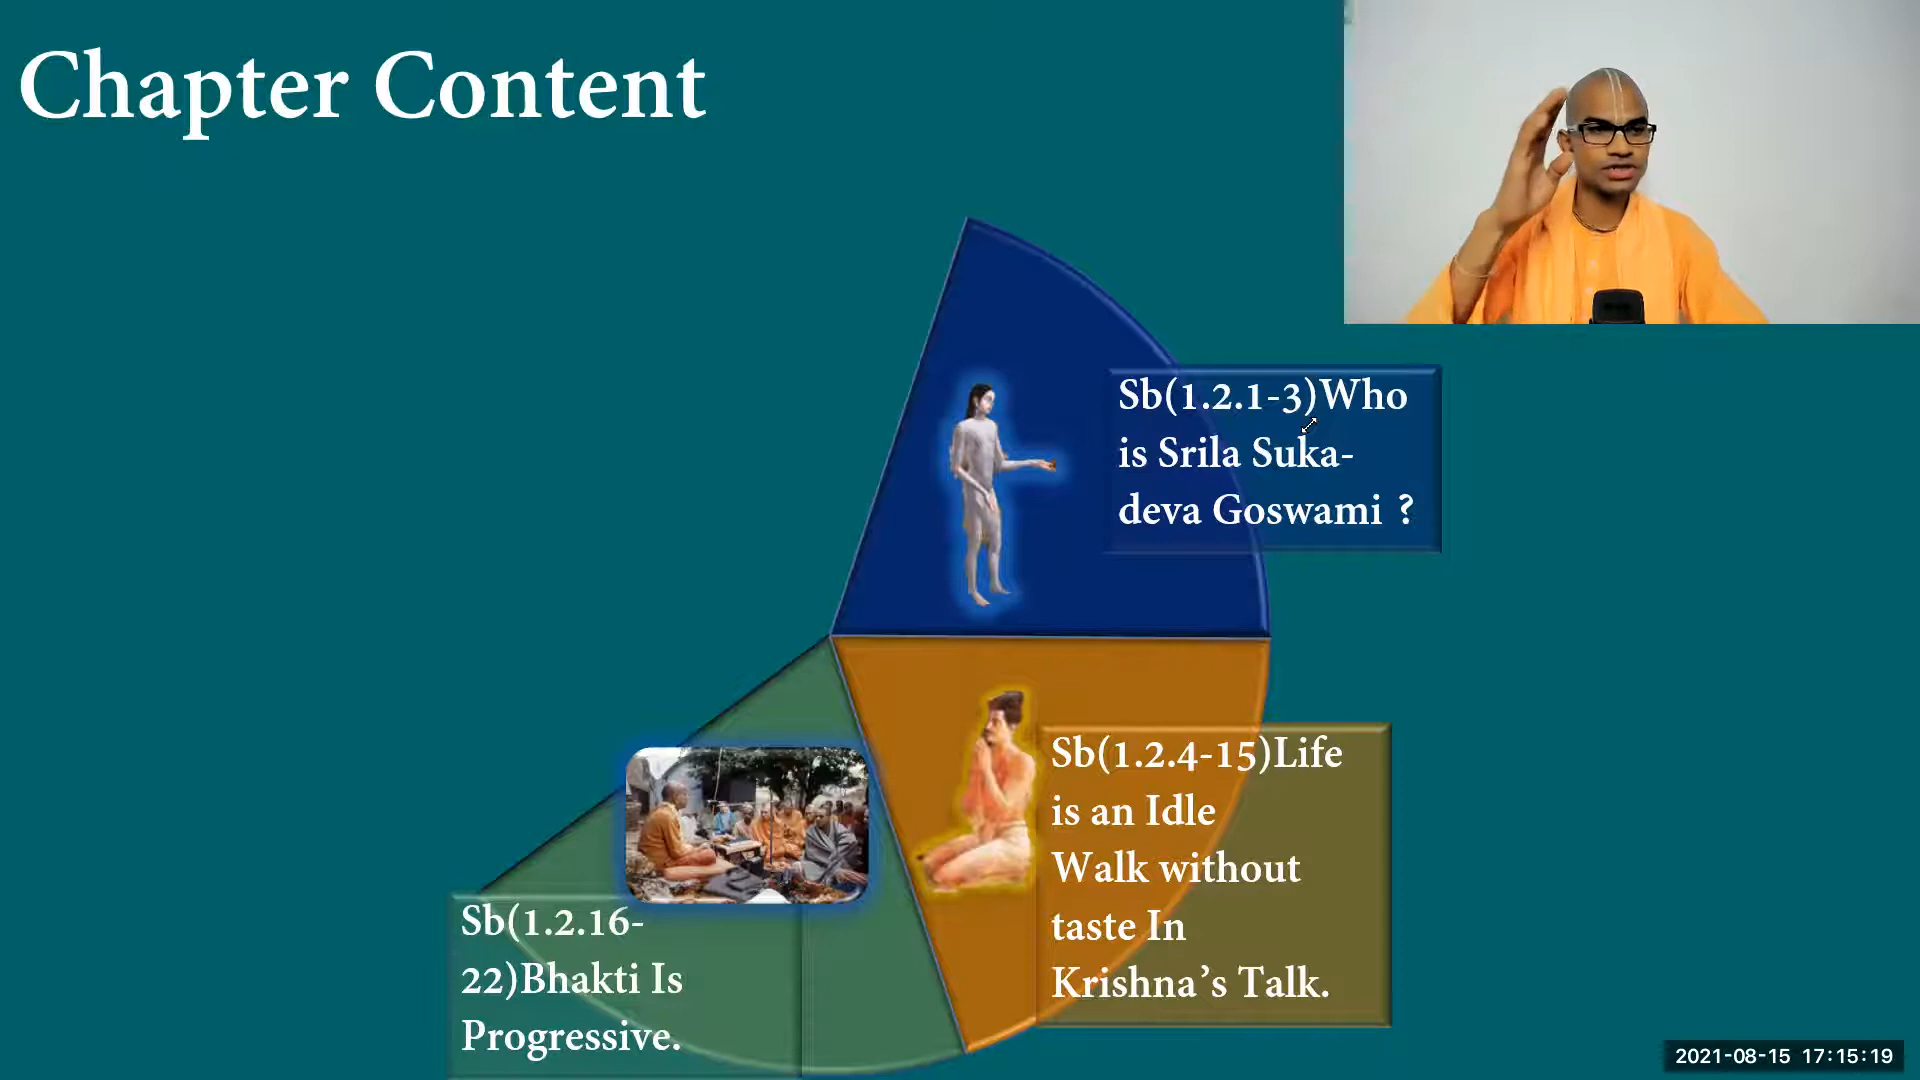 Chapter Content
Sb(1.2.1-3)Who
is Srila Suka-
deva Goswami ?
Sb(1.2.4-15)Life
is an Idle
Walk without
taste In
Krishna’s Talk.
Sb(1.2.16-
22)Bhakti Is
Progressive.
2021-08-15 17:15:19